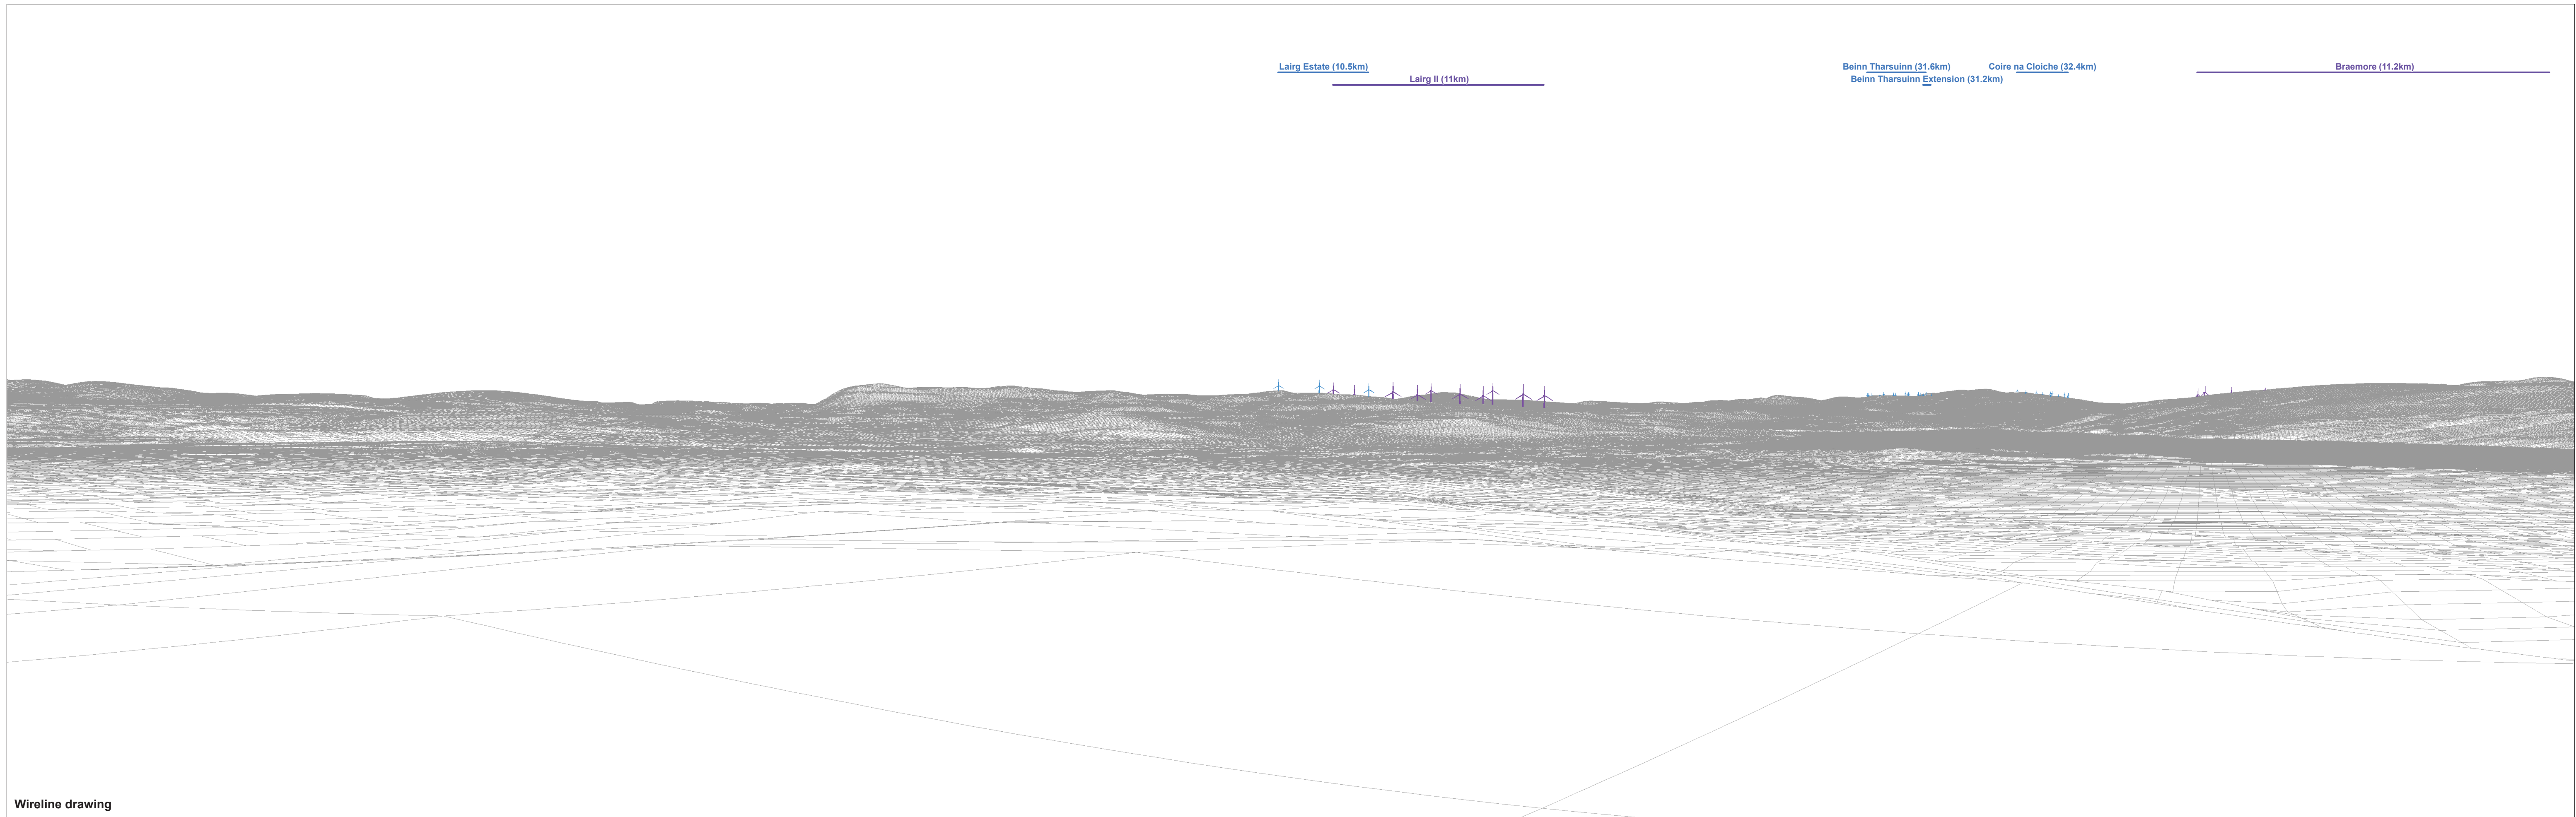 Lairg Estate (10.5km)
Lairg II (11km)
Beinn Tharsuinn (31.6km)
Beinn Tharsuinn Extension (31.2km)
Coire na Cloiche (32.4km)
Braemore (11.2km)
Wireline drawing